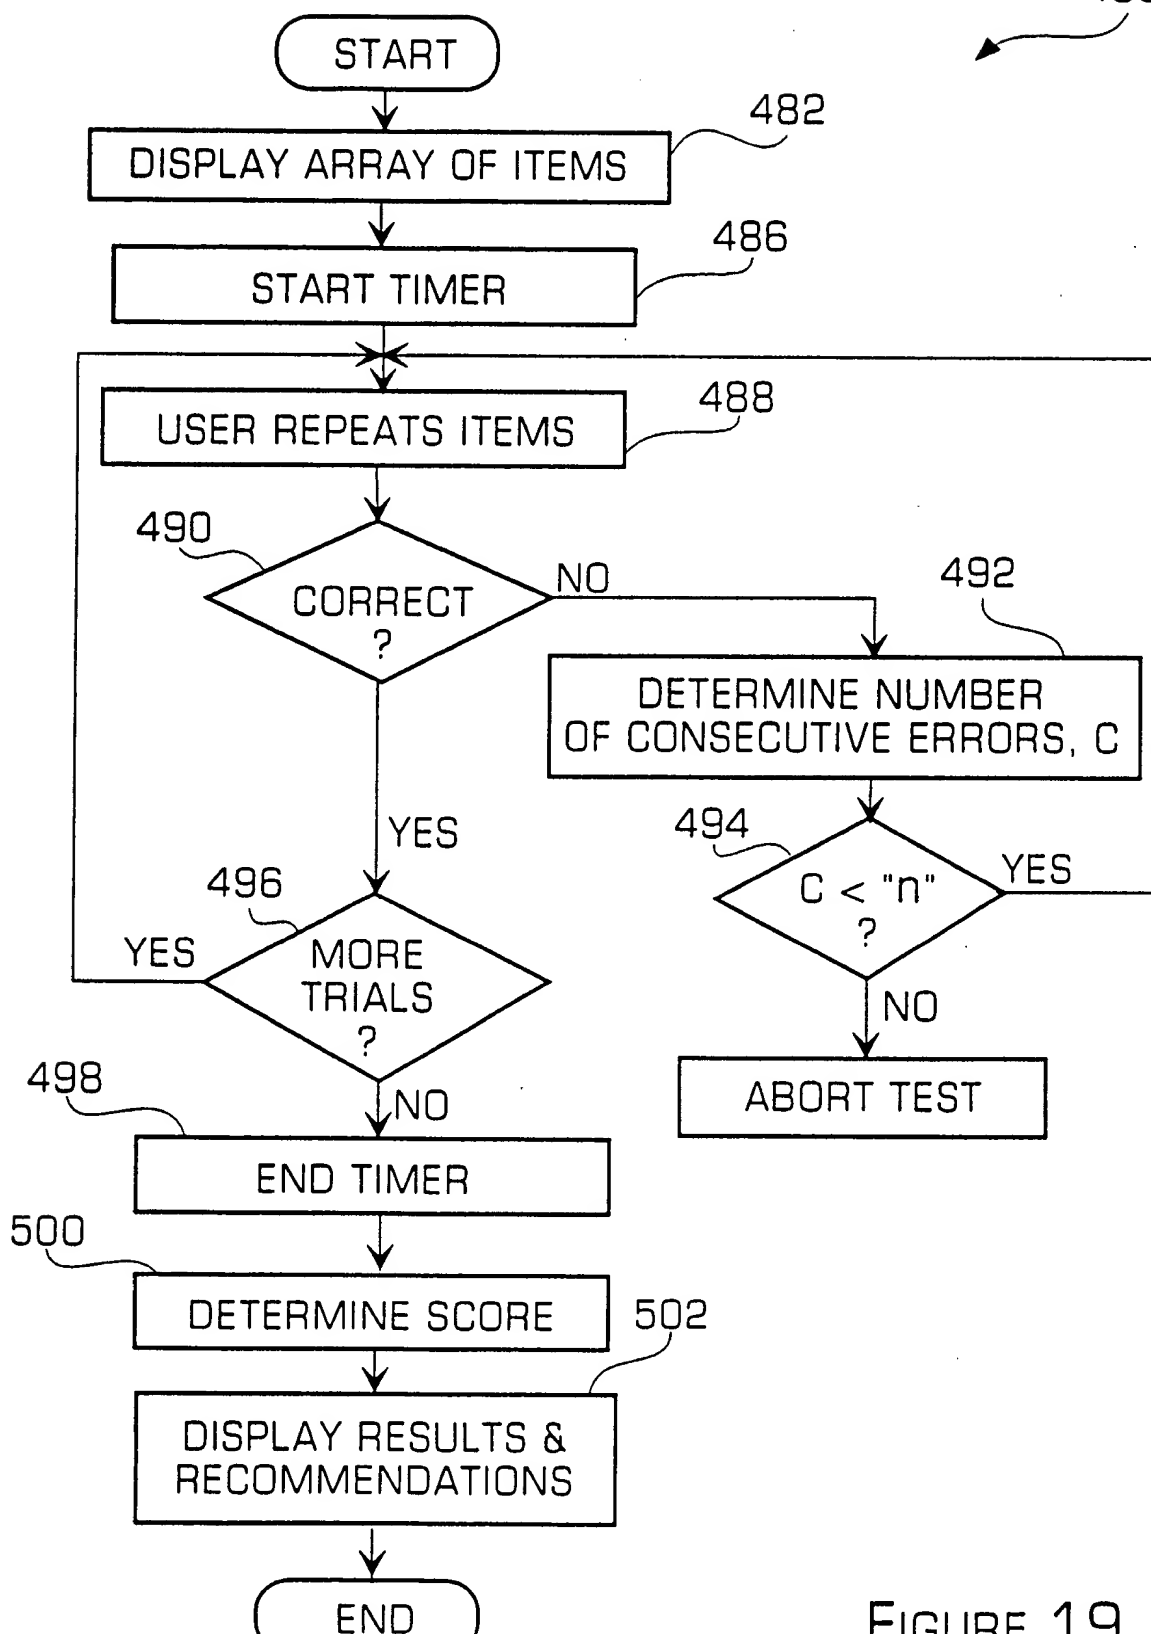 START
482
DISPLAY ARRAY OF ITEMS
486
START TIMER
488
USER REPEATS ITEMS
490
CORRECT
?
NO
492
DETERMINE NUMBER
OF CONSECUTIVE ERRORS, C
YES
494
C < "n"
?
YES
NO
ABORT TEST
496
YES
MORE
TRIALS
?
498
NO
END TIMER
500
DETERMINE SCORE
502
DISPLAY RESULTS &
RECOMMENDATIONS
END
FIGURE 19